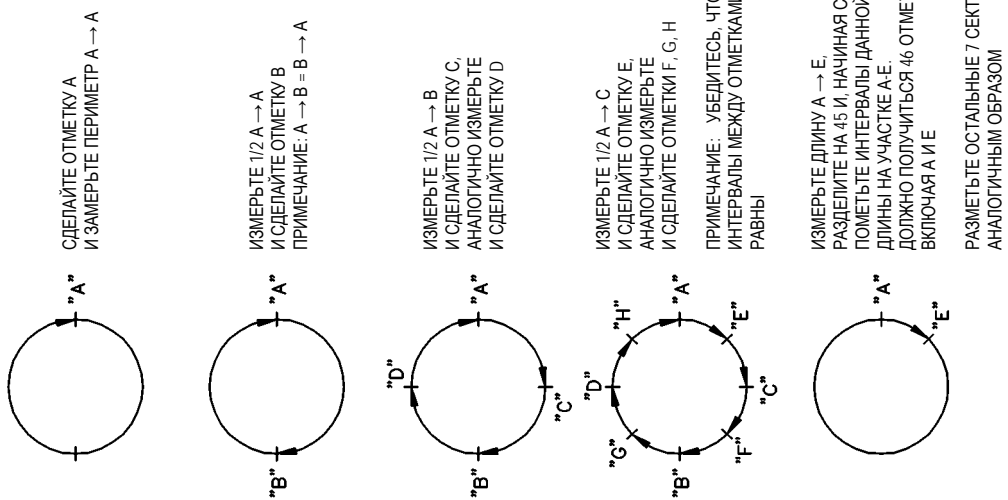 "A"
СДЕЛАЙТЕ ОТМЕТКУ А
И ЗАМЕРЬТЕ ПЕРИМЕТР А → А
"B"
"A"
ИЗМЕРЬТЕ 1/2 А → А
И СДЕЛАЙТЕ ОТМЕТКУ В
ПРИМЕЧАНИЕ: А → В = В → А
"D"
"B"
"A"
"C"
ИЗМЕРЬТЕ 1/2 А → В
И СДЕЛАЙТЕ ОТМЕТКУ С,
АНАЛОГИЧНО ИЗМЕРЬТЕ
И СДЕЛАЙТЕ ОТМЕТКУ D
"D"
"G"
"H"
"B"
"A"
"F"
"E"
"C"
ИЗМЕРЬТЕ 1/2 А → С
И СДЕЛАЙТЕ ОТМЕТКУ Е,
АНАЛОГИЧНО ИЗМЕРЬТЕ
И СДЕЛАЙТЕ ОТМЕТКИ F, G, H
ПРИМЕЧАНИЕ: УБЕДИТЕСЬ, ЧТО
ИНТЕРВАЛЫ МЕЖДУ ОТМЕТКАМИ
РАВНЫ
"A"
"E"
ИЗМЕРЬТЕ ДЛИНУ А → Е,
РАЗДЕЛИТЕ НА 45 И, НАЧИНАЯ С
ПОМЕТЬТЕ ИНТЕРВАЛЫ ДАННОЙ
ДЛИНЫ НА УЧАСТКЕ А-Е.
ДОЛЖНО ПОЛУЧИТЬСЯ 46 ОТМЕТ
ВКЛЮЧАЯ А И Е
РАЗМЕТЬТЕ ОСТАЛЬНЫЕ 7 СЕКТ
АНАЛОГИЧНЫМ ОБРАЗОМ